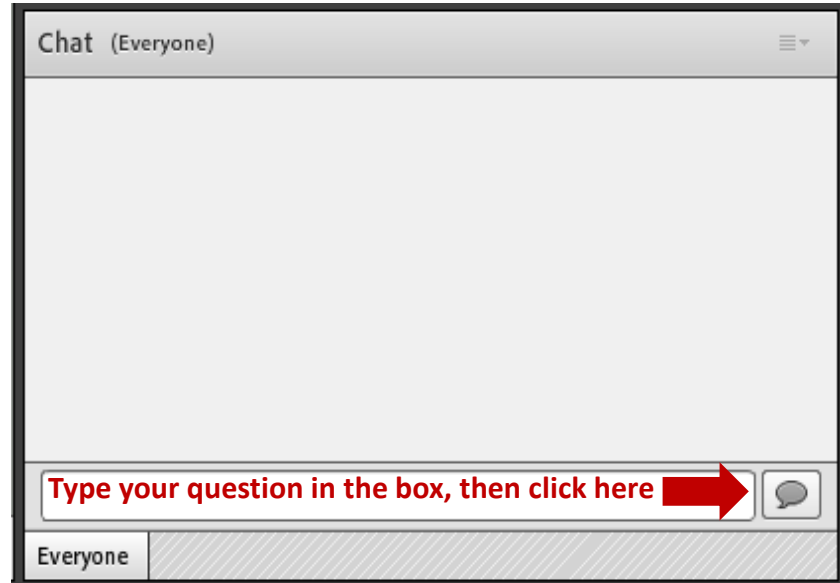 Chat (Everyone)
Type your question in the box, then click here
Everyone